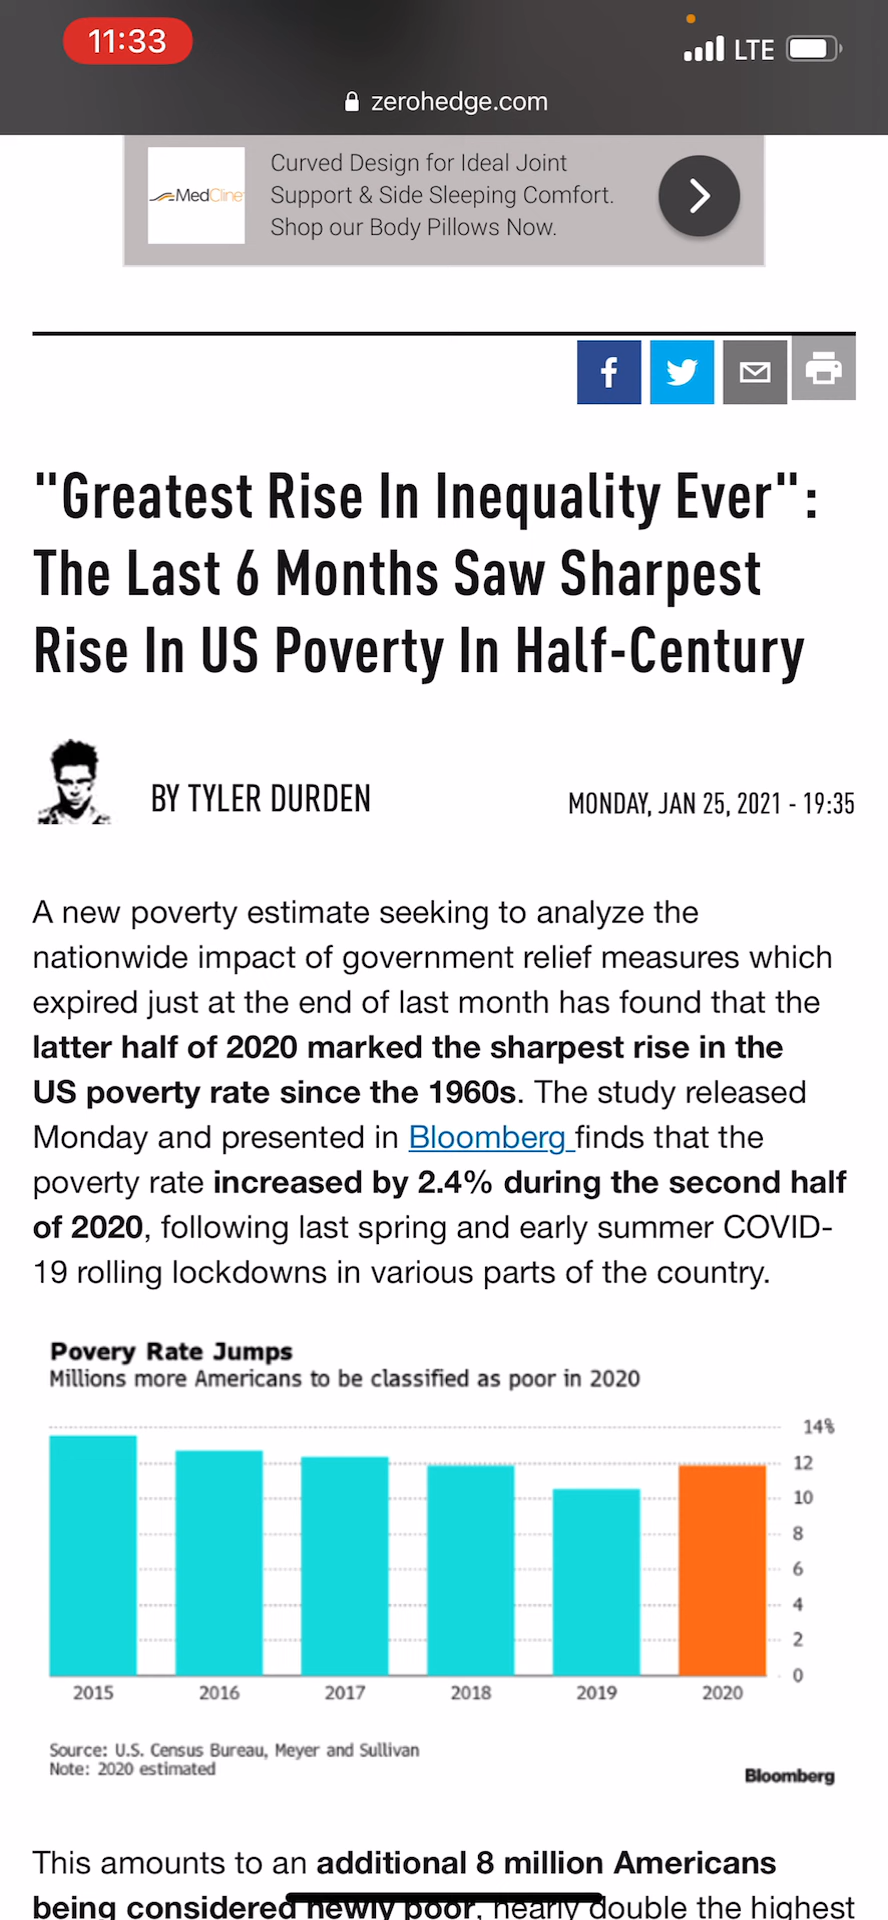 11:33
LTE
zerohedge.com
MedCline
Curved Design for Ideal Joint
Support & Side Sleeping Comfort.
Shop our Body Pillows Now.
f
"Greatest Rise In Inequality Ever":
The Last 6 Months Saw Sharpest
Rise In US Poverty In Half-Century
BY TYLER DURDEN
MONDAY, JAN 25, 2021 - 19:35
A new poverty estimate seeking to analyze the
nationwide impact of government relief measures which
expired just at the end of last month has found that the
latter half of 2020 marked the sharpest rise in the
US poverty rate since the 1960s. The study released
Monday and presented in Bloomberg finds that the
poverty rate increased by 2.4% during the second half
of 2020, following last spring and early summer COVID-
19 rolling lockdowns in various parts of the country.
Povery Rate Jumps
Millions more Americans to be classified as poor in 2020
14%
12
10
8
6
4
2
0
2015 2016 2017 2018 2019 2020
Source: U.S. Census Bureau, Meyer and Sullivan
Note: 2020 estimated
Bloomberg
This amounts to an additional 8 million Americans
being considered newly poor, nearly double the highest